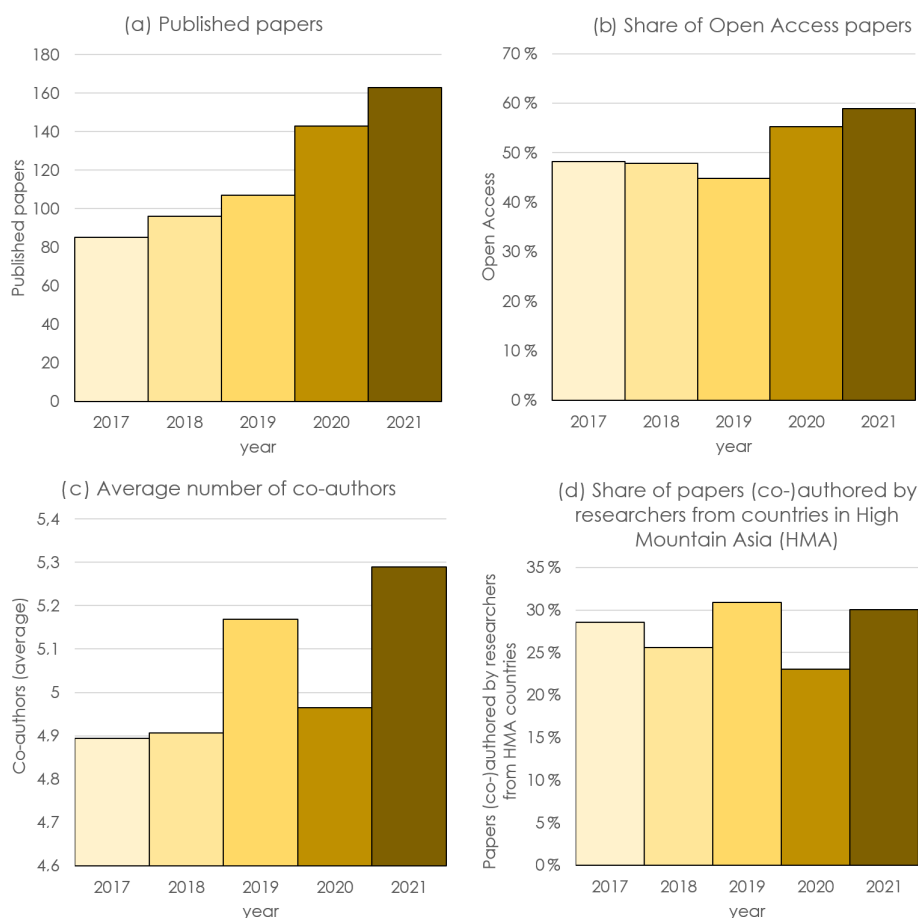 (a) Published papers
180
160
140
120
100
80
60
40
20
0
Published papers
2017 2018 2019 2020 2021
year
(b) Share of Open Access papers
70 %
60 %
50 %
40 %
30 %
20 %
10 %
0 %
Open Access
2017 2018 2019 2020 2021
year
(c) Average number of co-authors
5,4
5.3
5.2
5.1
5
4.9
4.8
4.7
4.6
Co-authors (average)
2017 2018 2019 2020 2021
year
(d) Share of papers (co-)authored by
researchers from countries in High
Mountain Asia (HMA)
35 %
30%
25%
20%
15%
10 %
5%
0%
Papers (co-)authored by researchers
from HMA countries
2017 2018 2019 2020 2021
year